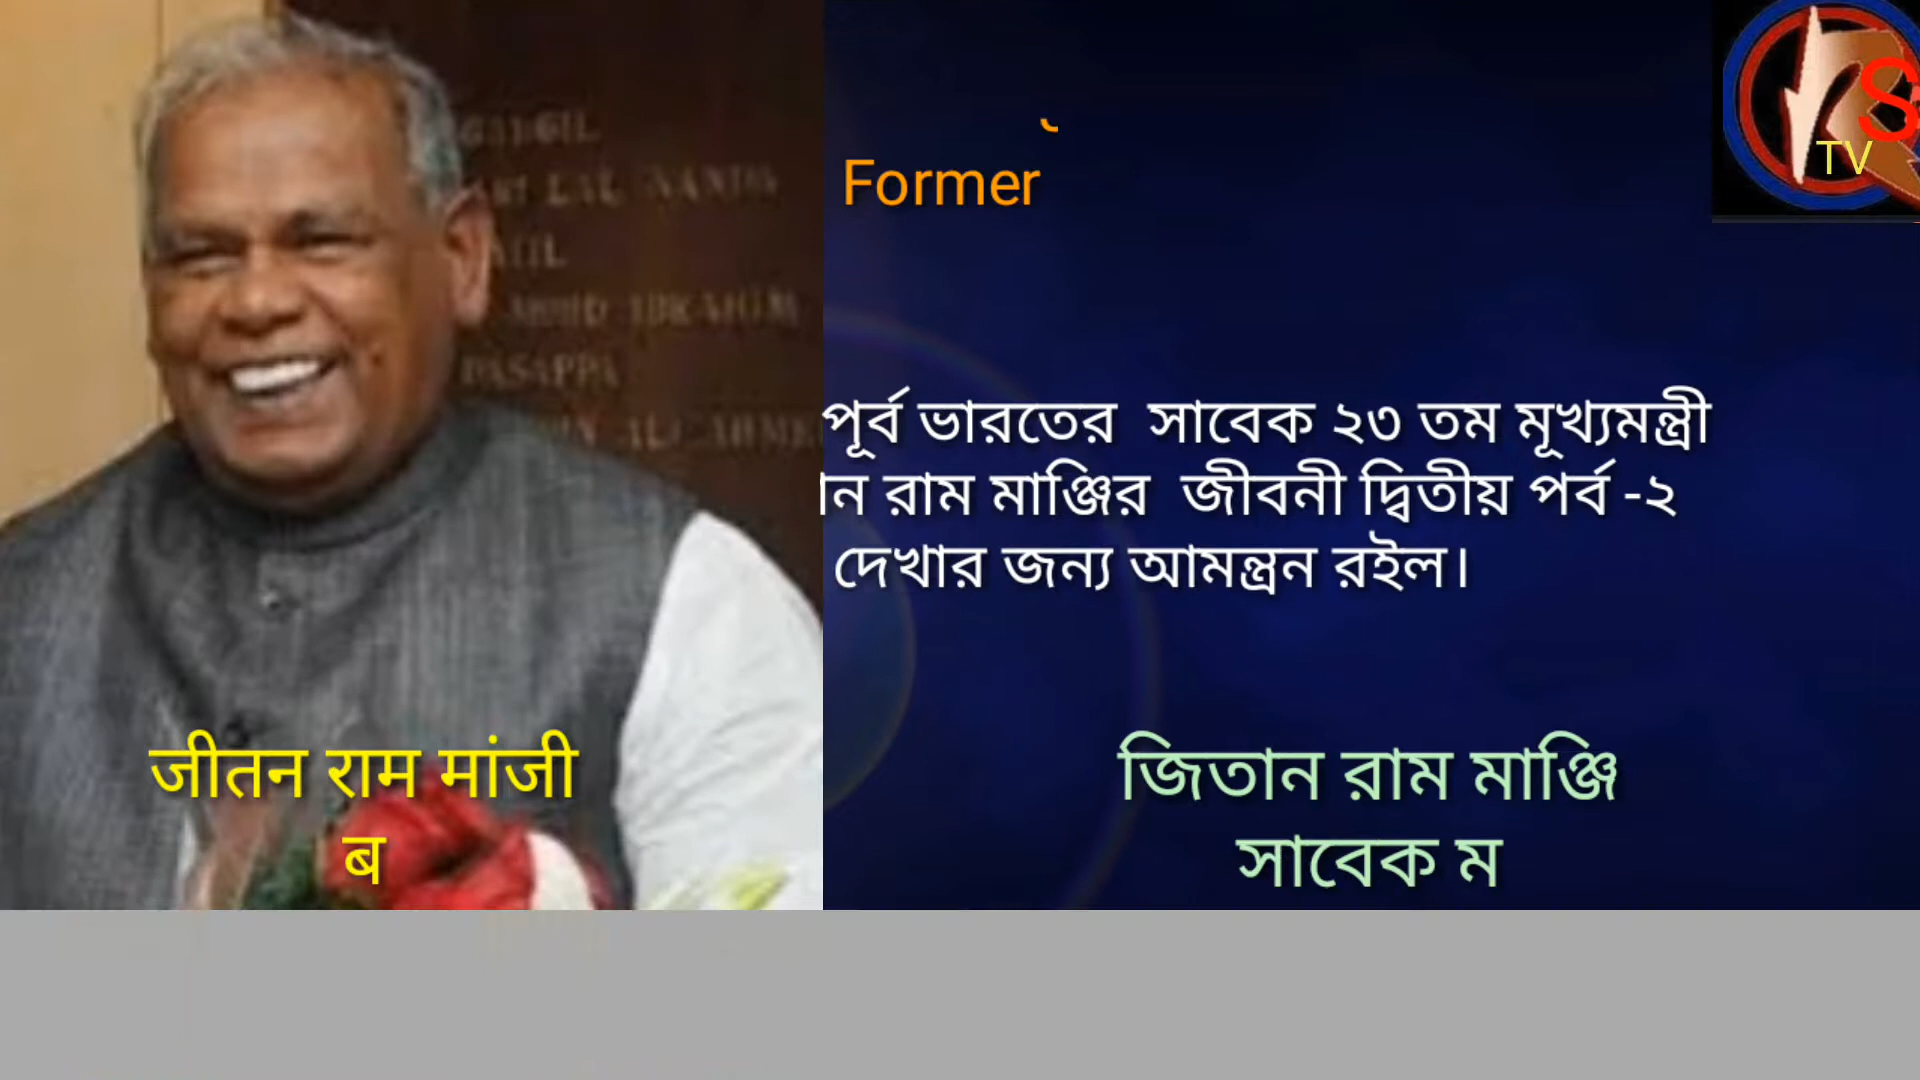 Former
S
TV
পূর্ব ভারতের সাবেক ২৩ তম মূখ্যমন্ত্রী
ান রাম মাঞ্জির জীবনী দ্বিতীয় পর্ব -২
দেখার জন্য আমন্ত্রন রইল।
जीतन राम मांजी
ब
জিতান রাম মাঞ্জি
সাবেক ম